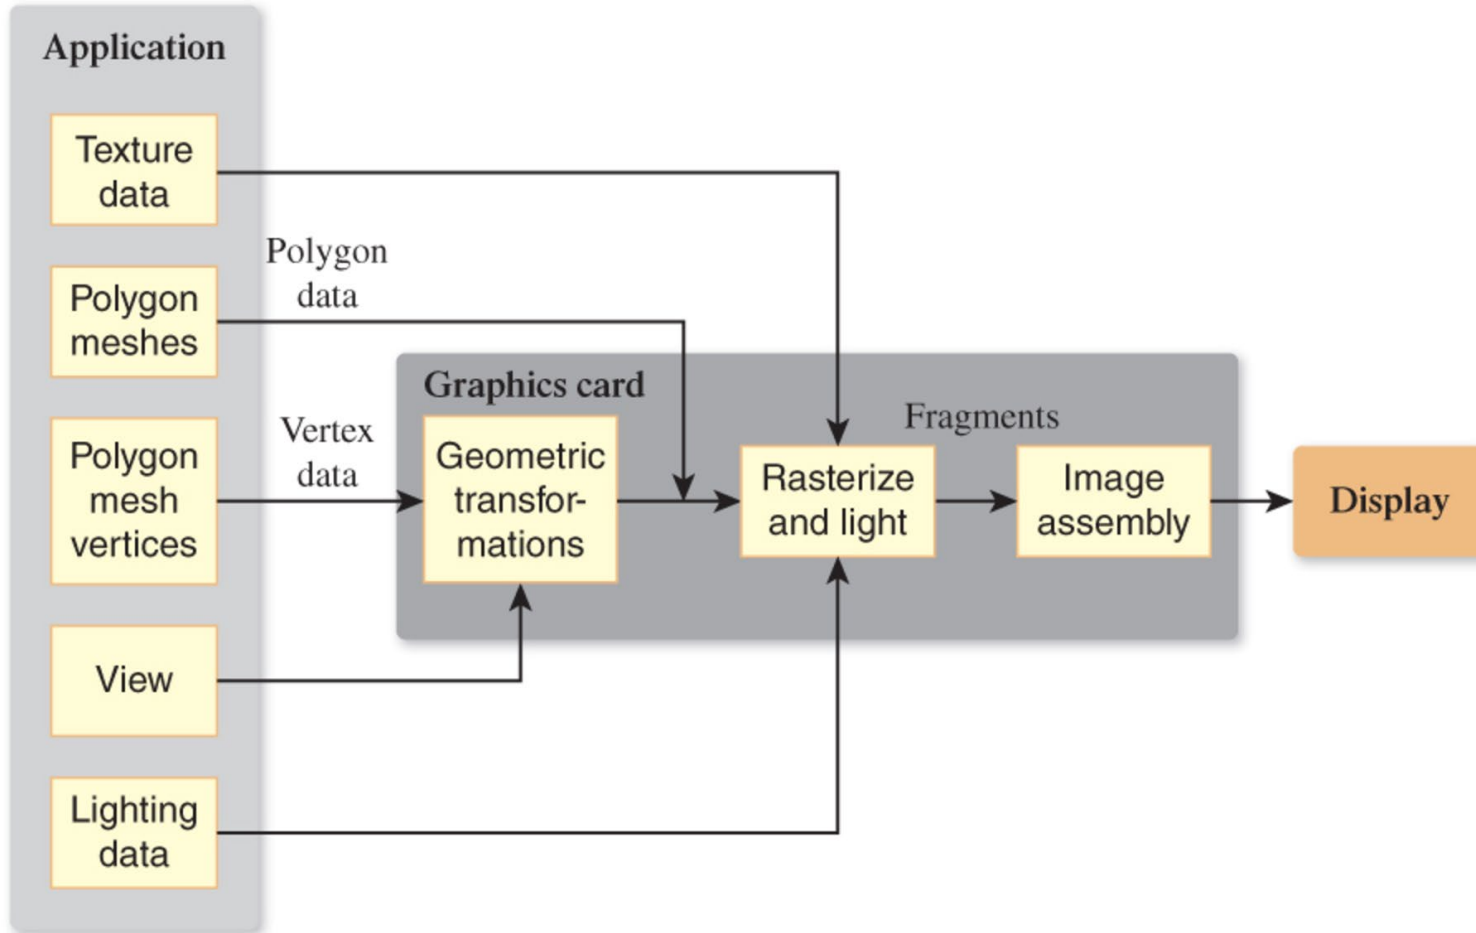 Application
Texture
data
Polygon
data
Polygon
meshes
Graphics card
Vertex
data
Polygon
mesh
vertices
Geometric
transfor-
mations
Rasterize
and light
Fragments
Image
assembly
Display
View
Lighting
data